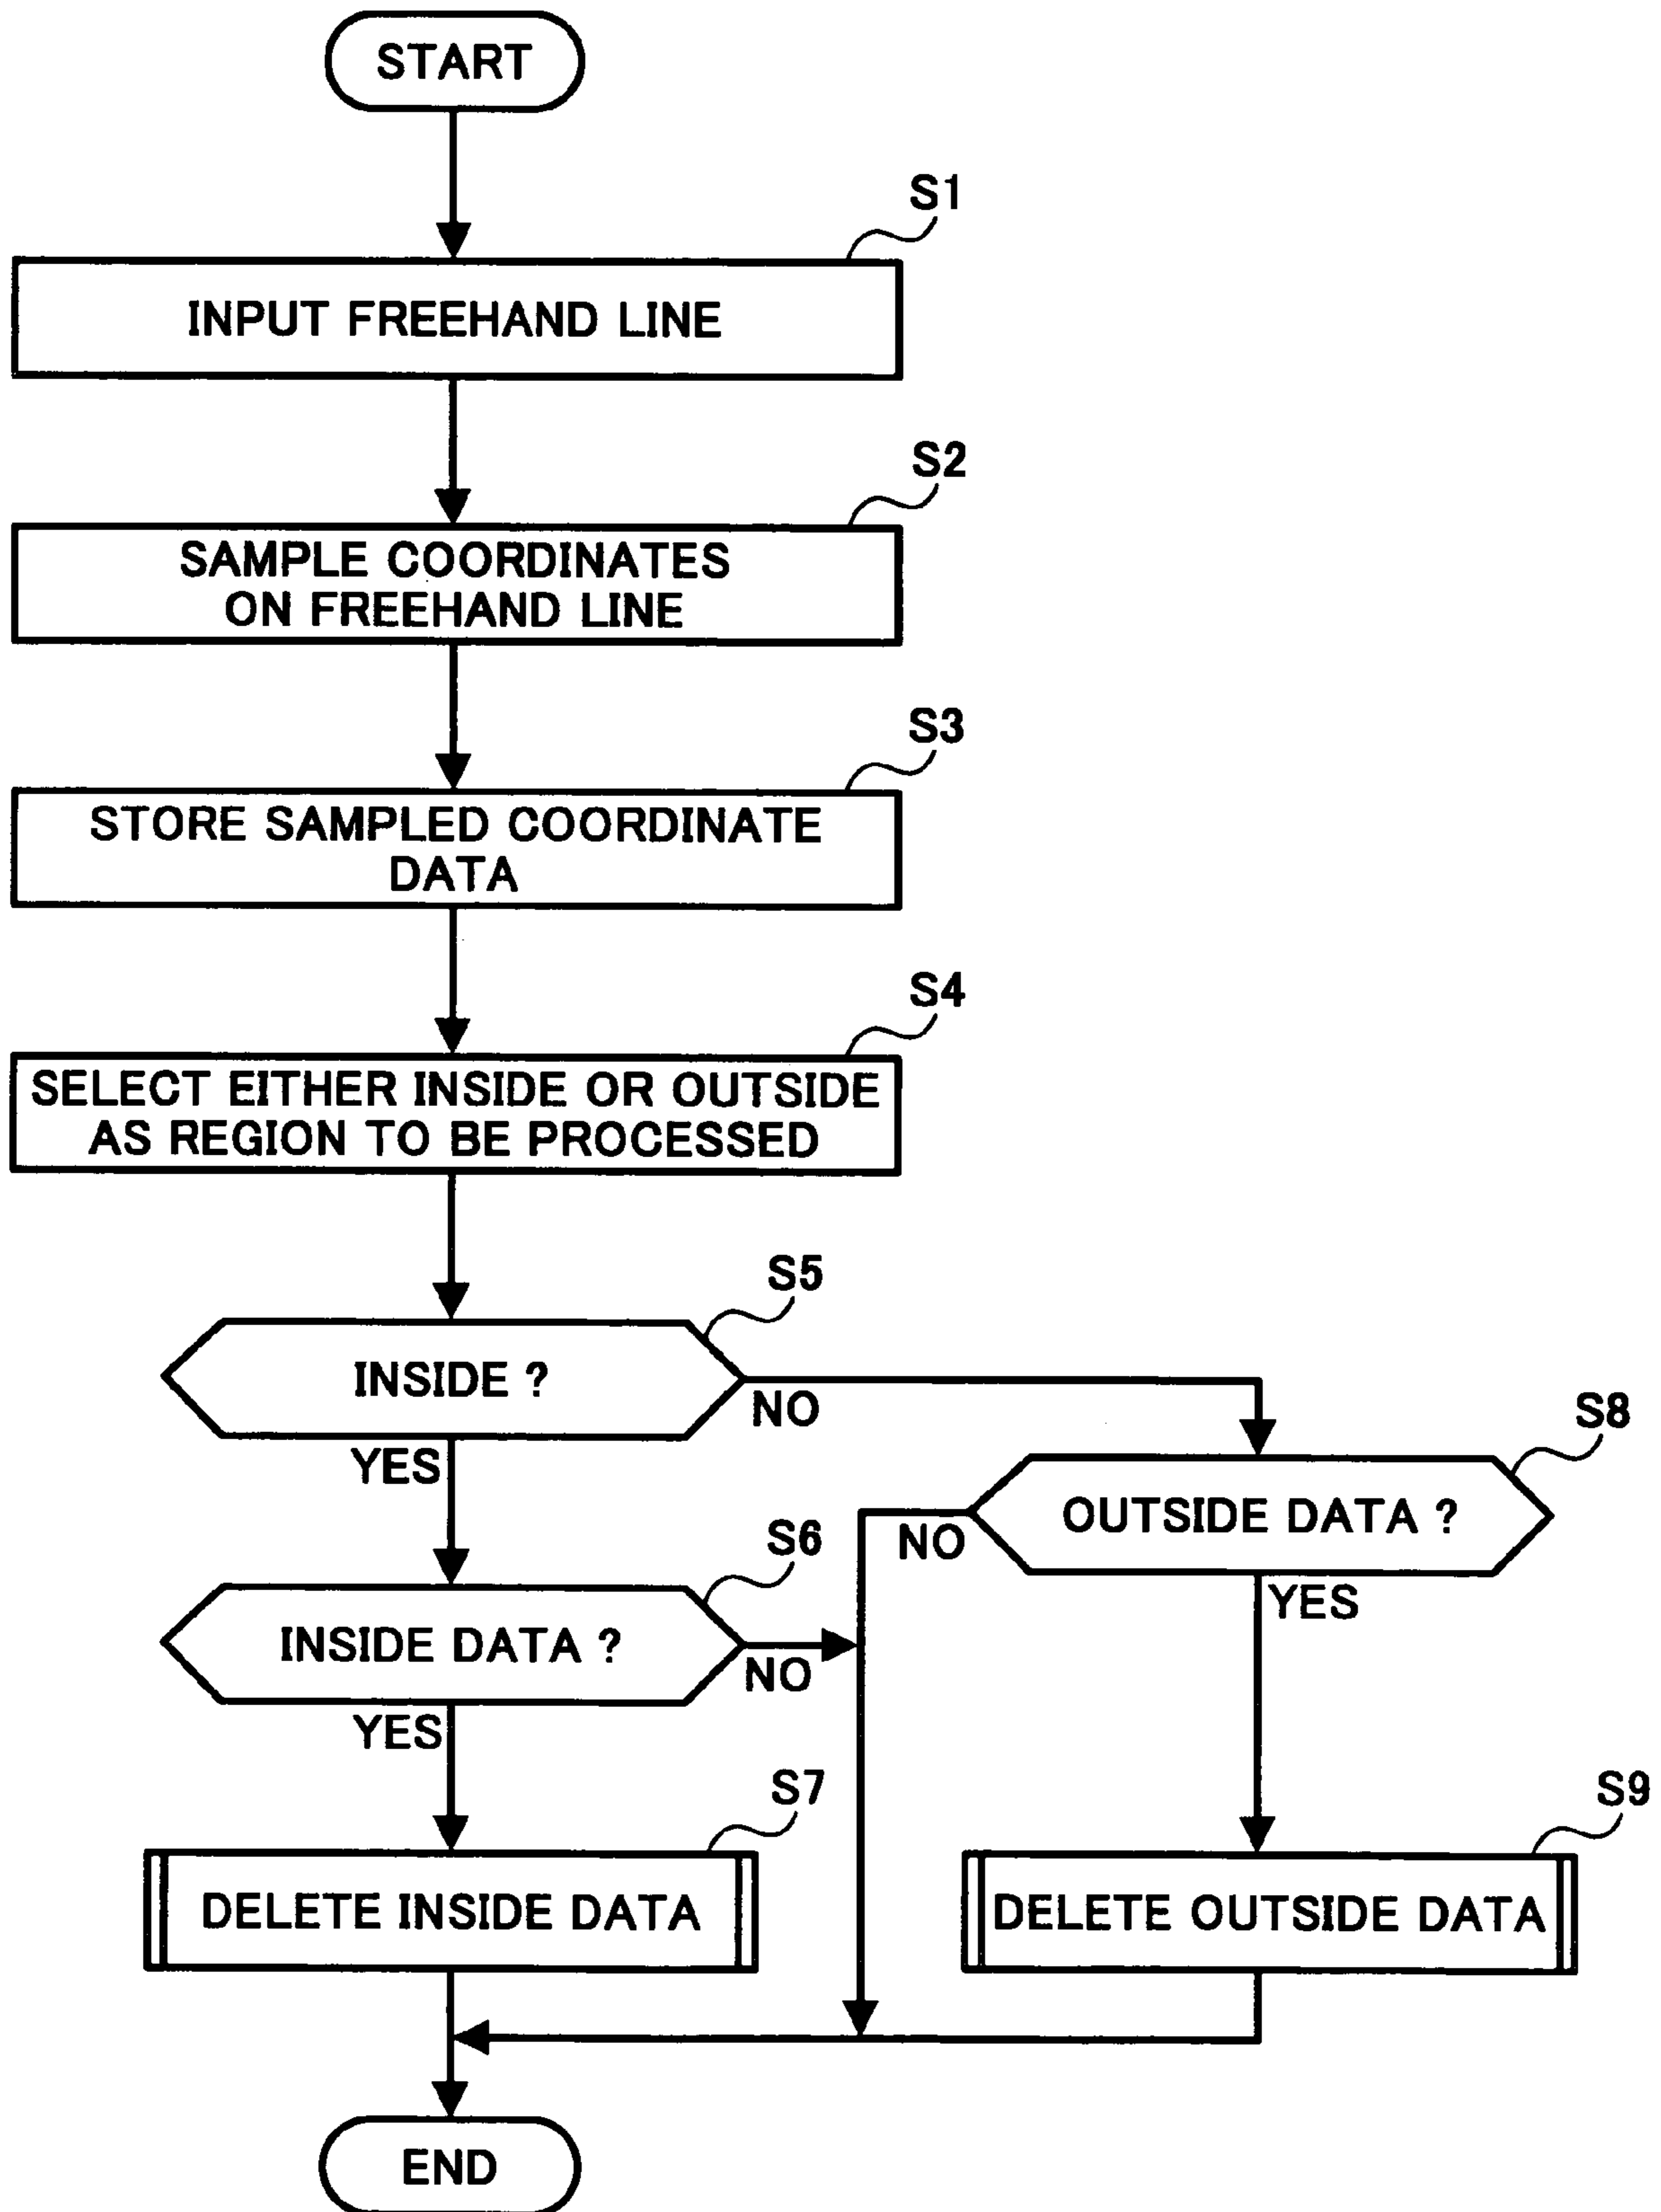 START
S1
INPUT FREEHAND LINE
S2
SAMPLE COORDINATES
ON FREEHAND LINE
S3
STORE SAMPLED COORDINATE
DATA
S4
SELECT EITHER INSIDE OR OUTSIDE
AS REGION TO BE PROCESSED
S5
INSIDE ?
NO
YES
S8
OUTSIDE DATA ?
NO
YES
S6
INSIDE DATA ?
NO
YES
S7
DELETE INSIDE DATA
S9
DELETE OUTSIDE DATA
END